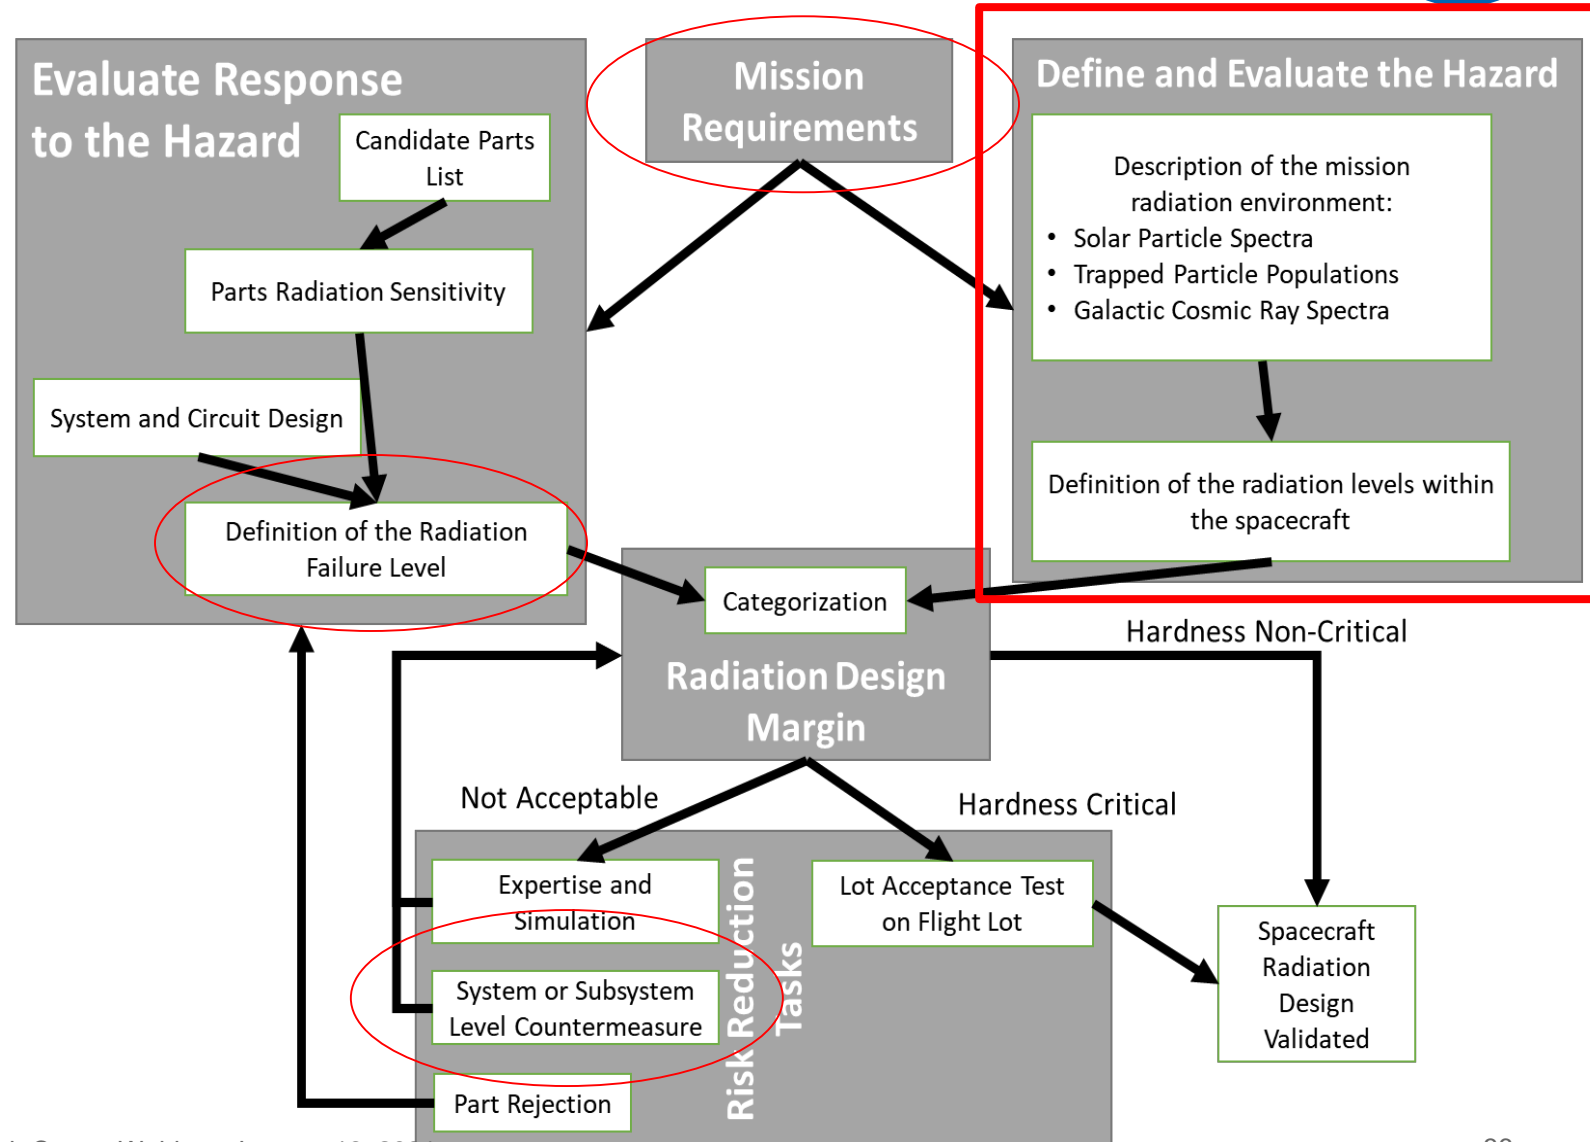 Evaluate Response
to the Hazard
Candidate Parts
List
Parts Radiation Sensitivity
System and Circuit Design
Definition of the Radiation
Failure Level
Mission
Requirements
Define and Evaluate the Hazard
Description of the mission
radiation environment:
• Solar Particle Spectra
• Trapped Particle Populations
• Galactic Cosmic Ray Spectra
Definition of the radiation levels within
the spacecraft
Categorization
Radiation Design
Margin
Hardness Non-Critical
Not Acceptable
Hardness Critical
Expertise and
Simulation
System or Subsystem
Level Countermeasure
Part Rejection
Risk Reduction
Tasks
Lot Acceptance Test
on Flight Lot
Spacecraft
Radiation
Design
Validated